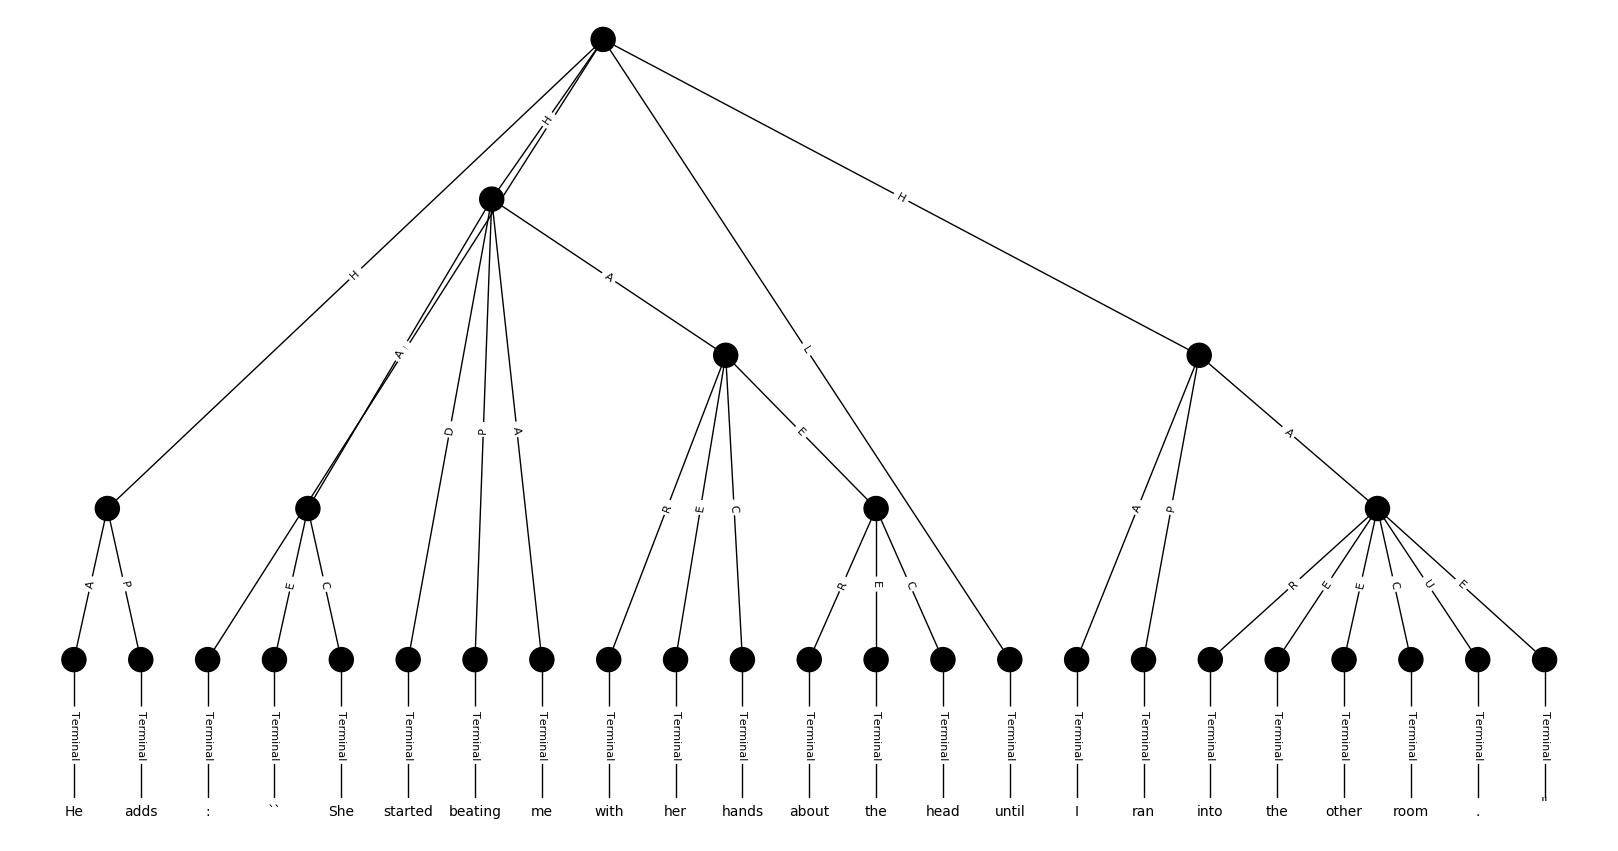 H
H
A
A
L
H
D
P
A
E
A
R
E
C
A
P
A
P
E
C
R
E
C
R
E
E
C
U
E
Terminal Terminal Terminal Terminal Terminal Terminal Terminal Terminal Terminal Terminal Terminal Terminal Terminal Terminal Terminal Terminal Terminal Terminal Terminal Terminal Terminal Terminal Terminal
He adds : `` She started beating me with her hands about the head until I ran into the other room . "